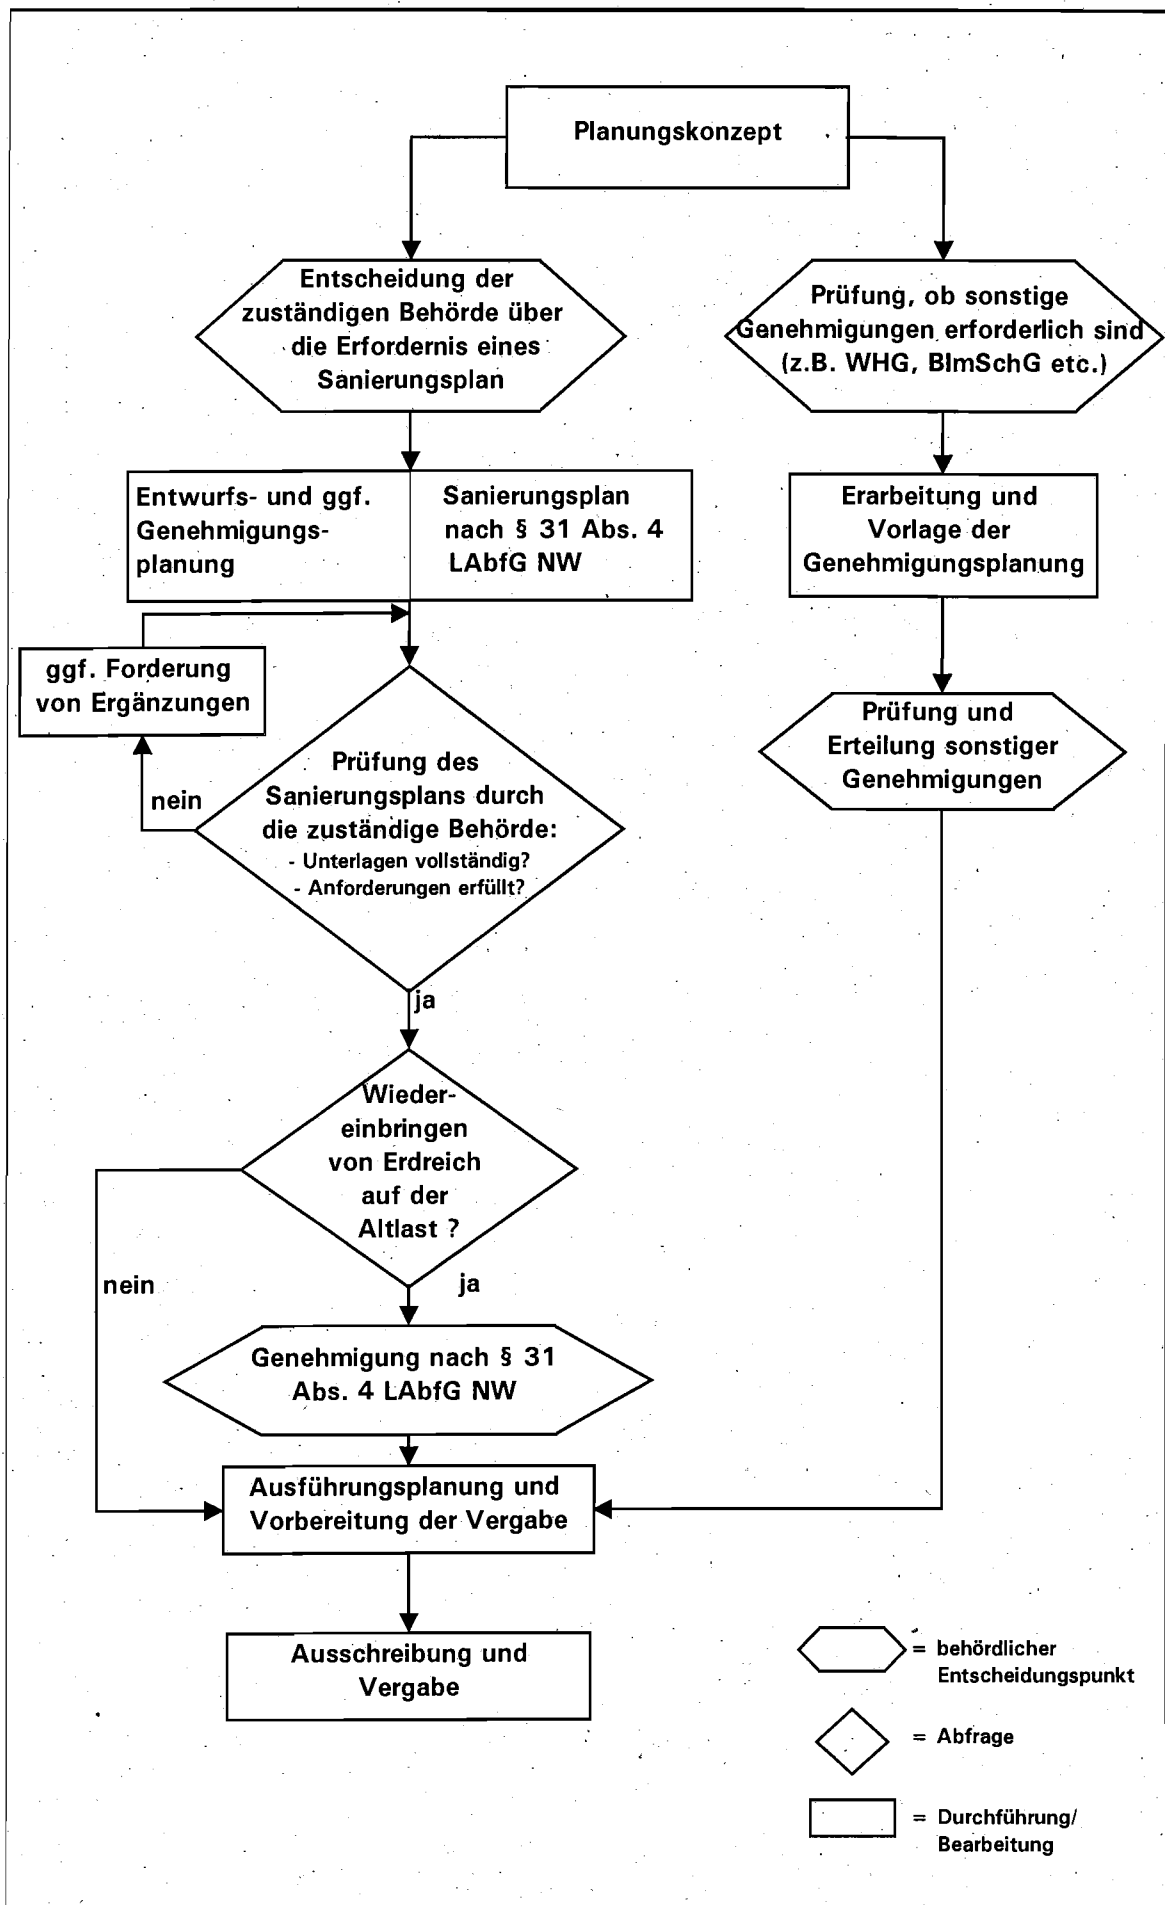 Planungskonzept
Entscheidung der
zuständigen Behörde über
die Erfordernis eines
Sanierungsplan
Prüfung, ob sonstige
Genehmigungen erforderlich sind
(z.B. WHG, BImSchG etc.)
Entwurfs- und ggf.
Genehmigungs-
planung
Sanierungsplan
nach § 31 Abs. 4
LAbfG NW
Erarbeitung und
Vorlage der
Genehmigungsplanung
ggf. Forderung
von Ergänzungen
nein
Prüfung des
Sanierungsplans durch
die zuständige Behörde:
- Unterlagen vollständig?
- Anforderungen erfüllt?
Prüfung und
Erteilung sonstiger
Genehmigungen
ja
Wieder-
einbringen
von Erdreich
auf der
Altlast ?
nein
ja
Genehmigung nach § 31
Abs. 4 LAbfG NW
Ausführungsplanung und
Vorbereitung der Vergabe
Ausschreibung und
Vergabe
= behördlicher
Entscheidungspunkt
= Abfrage
= Durchführung/
Bearbeitung